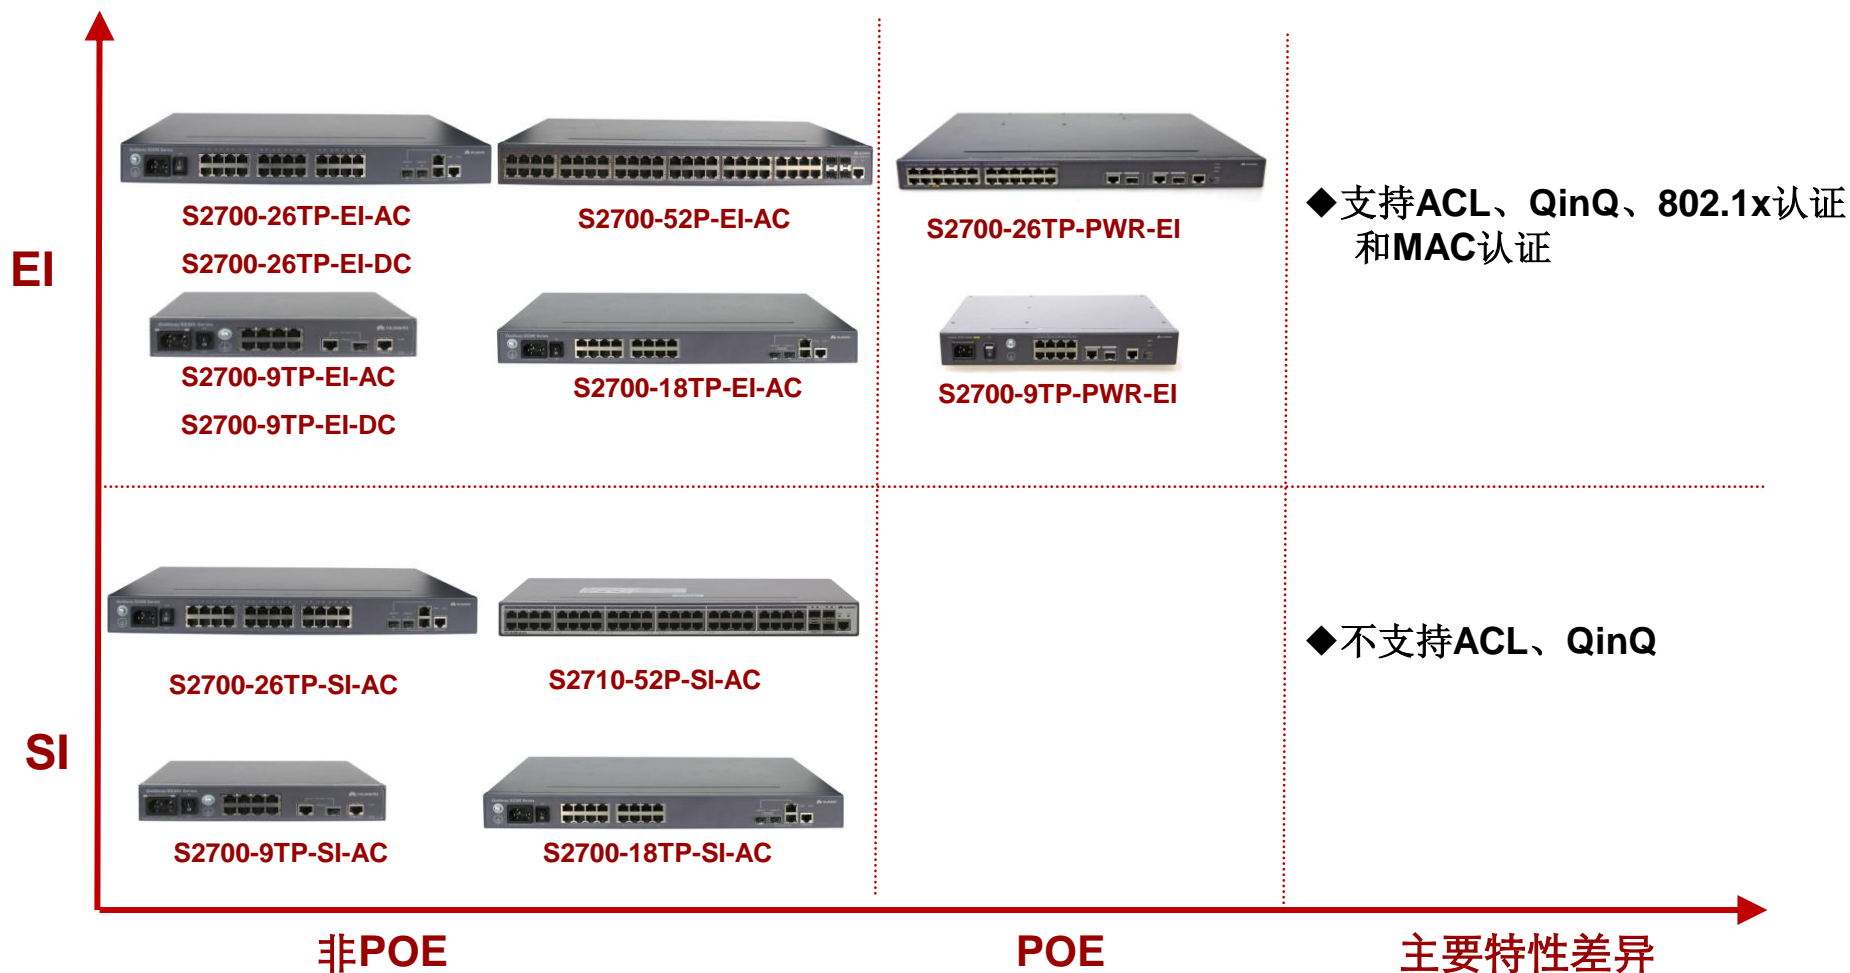 EI
S2700-26TP-EI-AC
S2700-26TP-EI-DC
S2700-52P-EI-AC
S2700-26TP-PWR-EI
◆支持ACL、QinQ、802.1x认证
和MAC认证
S2700-9TP-EI-AC
S2700-9TP-EI-DC
S2700-18TP-EI-AC
S2700-9TP-PWR-EI
SI
S2700-26TP-SI-AC
S2710-52P-SI-AC
◆不支持ACL、QinQ
S2700-9TP-SI-AC
S2700-18TP-SI-AC
非POE
POE
主要特性差异